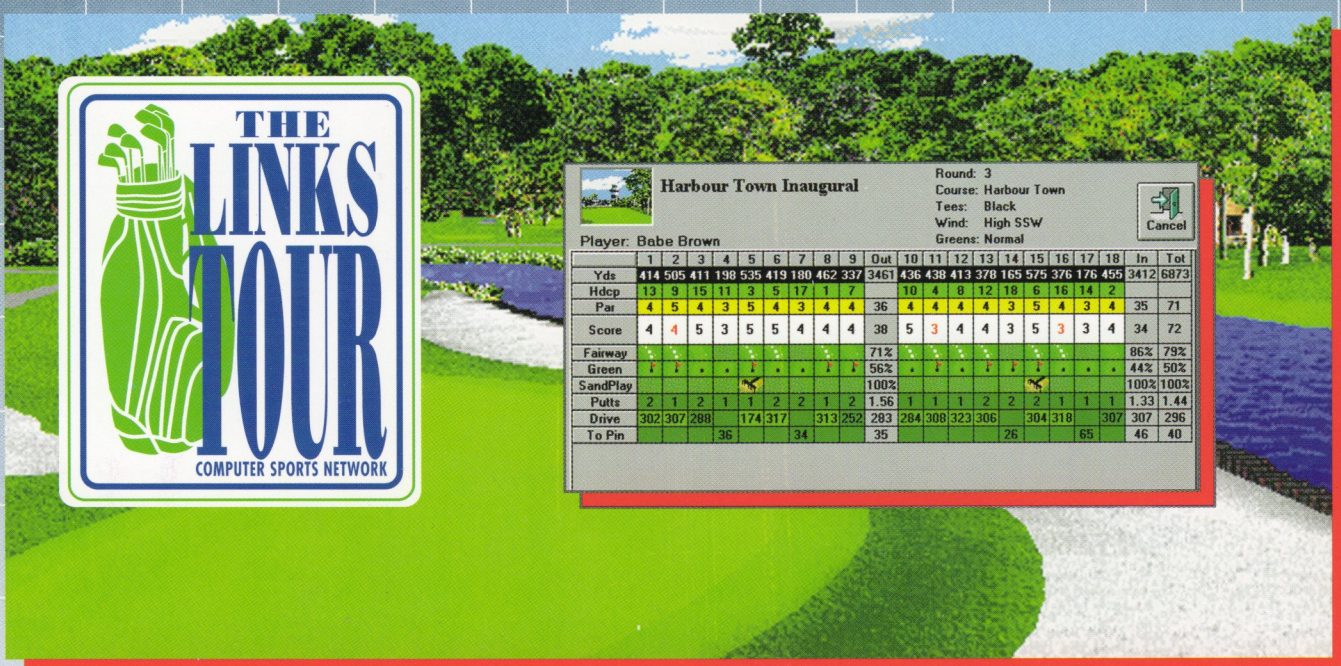 THE
LINKS
TOUR
COMPUTER SPORTS NETWORK
Harbour Town Inaugural
Round: 3
Course: Harbour Town
Tees: Black
Wind: High SSW
Greens: Normal
Cancel
Player: Babe Brown
1 2 3 4 5 6 7 8 9 Out 10 11 12 13 14 15 16 17 18 In Tot
Yds 414 505 411 198 535 419 180 462 337 3461 436 438 413 378 165 575 376 176 455 3412 6873
Hdcp 13 9 15 11 3 5 17 1 7 10 4 8 12 18 6 16 14 2
Par 4 5 4 3 5 4 3 4 4 36 4 4 4 4 3 5 4 3 4 35 71
Score 4 4 5 3 5 5 4 4 4 38 5 3 4 4 3 5 3 3 4 34 72
Fairway 71% 86% 79%
Green 56% 44% 50%
SandPlay 100% 100% 100%
Putts 2 1 2 1 1 2 2 1 2 1.56 1 1 1 2 2 2 1 1 1 1.33 1.44
Drive 302 307 288 174 317 313 252 283 284 308 323 306 304 318 307 307 296
To Pin 36 34 35 26 65 46 40